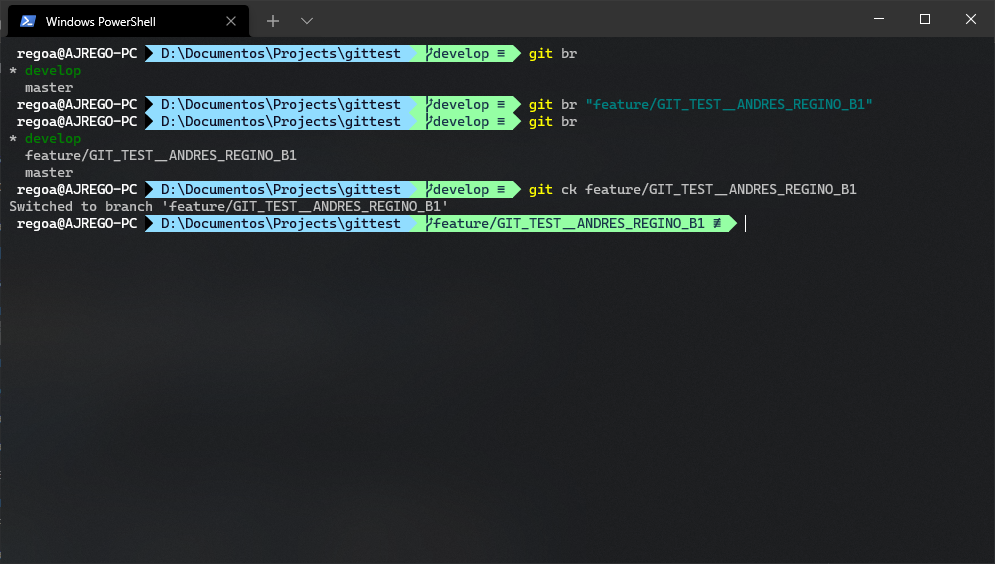 Windows PowerShell
regoa@AJREGO-PC D:\Documentos\Projects\gittest develop ≡ git br
* develop
master
regoa@AJREGO-PC D:\Documentos\Projects\gittest develop ≡ git br "feature/GIT_TEST__ANDRES_REGINO_B1"
regoa@AJREGO-PC D:\Documentos\Projects\gittest develop ≡ git br
* develop
feature/GIT_TEST__ANDRES_REGINO_B1
master
regoa@AJREGO-PC D:\Documentos\Projects\gittest develop ≡ git ck feature/GIT_TEST__ANDRES_REGINO_B1
Switched to branch 'feature/GIT_TEST__ANDRES_REGINO_B1'
regoa@AJREGO-PC D:\Documentos\Projects\gittest feature/GIT_TEST__ANDRES_REGINO_B1 ≢